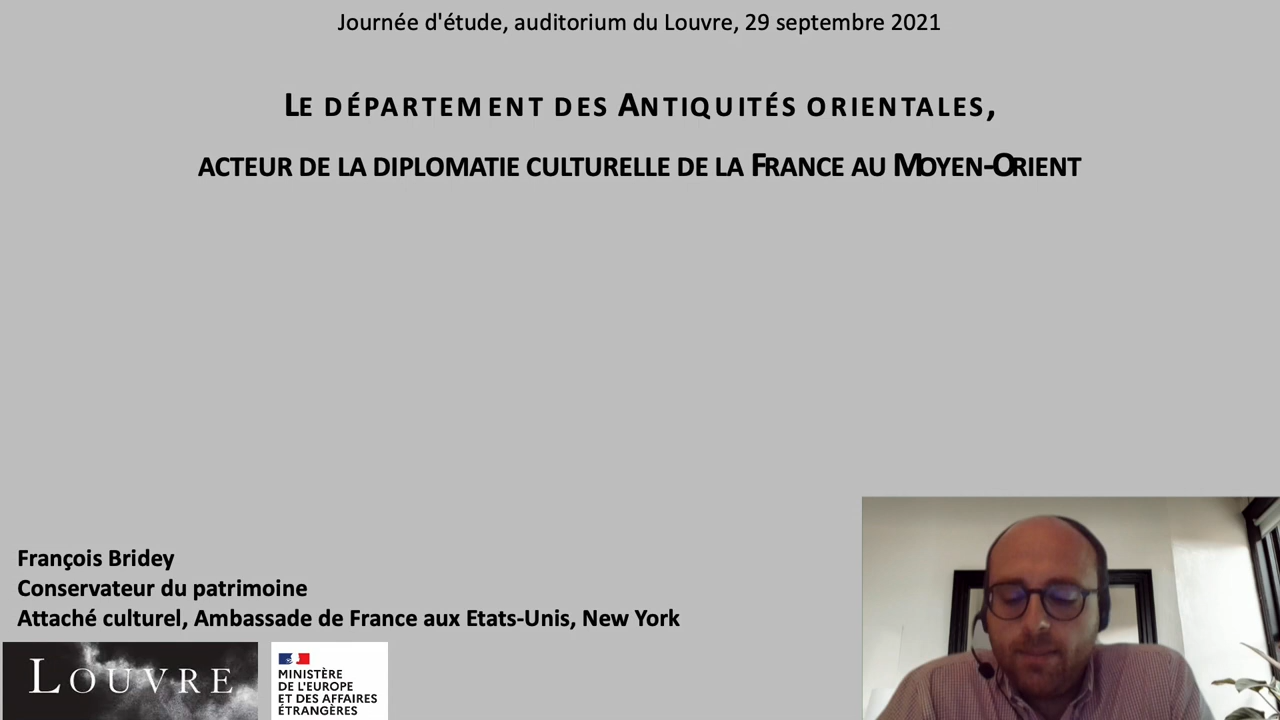 Journée d'étude, auditorium du Louvre, 29 septembre 2021
LE DÉPARTEMENT DES ANTIQUITÉS ORIENTALES,
ACTEUR DE LA DIPLOMATIE CULTURELLE DE LA FRANCE AU MOYEN-ORIENT
François Bridey
Conservateur du patrimoine
Attaché culturel, Ambassade de France aux Etats-Unis, New York
LOUVRE
MINISTÈRE
DE L'EUROPE
ET DES AFFAIRES
ÉTRANGÈRES